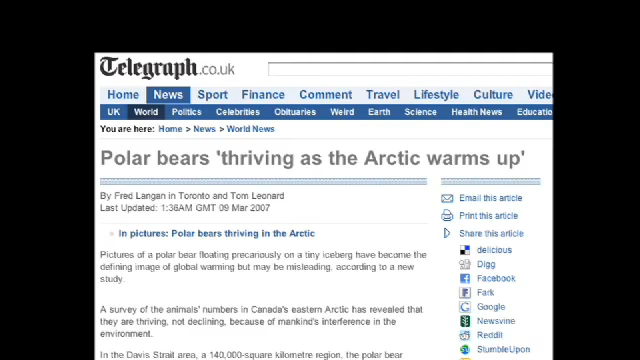 Telegraph.co.uk
Home News Sport Finance Comment Travel Lifestyle Culture Vide
UK World Politics Celebrities Obituaries Weird Earth Science Health News Educatio
You are here: Home > News > World News
Polar bears 'thriving as the Arctic warms up'
By Fred Langan in Toronto and Tom Leonard
Last Updated: 1:36AM GMT 09 Mar 2007
In pictures: Polar bears thriving in the Arctic
Pictures of a polar bear floating precariously on a tiny iceberg have become the
defining image of global warming but may be misleading, according to a new
study.
A survey of the animals' numbers in Canada's eastern Arctic has revealed that
they are thriving, not declining, because of mankind's interference in the
environment.
In the Davis Strait area, a 140,000-square kilometre region, the polar bear
Email this article
Print this article
Share this article
delicious
Digg
Facebook
Fark
Google
Newsvine
Reddit
StumbleUpon